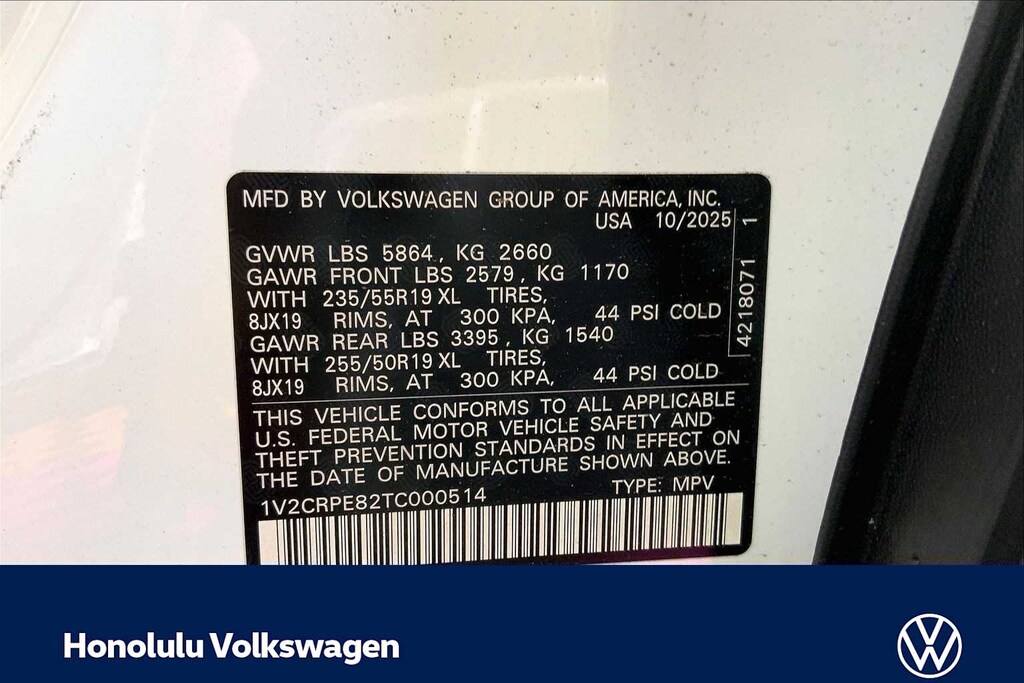 MFD BY VOLKSWAGEN GROUP OF AMERICA, INC.
USA 10/2025
GVWR LBS 5864, KG 2660
GAWR FRONT LBS 2579, KG 1170
WITH 235/55R19 XL TIRES,
8JX19 RIMS, AT 300 KPA, 44 PSI COLD
GAWR REAR LBS 3395, KG 1540
WITH 255/50R19 XL TIRES,
8JX19 RIMS, AT 300 KPA, 44 PSI COLD
4218071 1
THIS VEHICLE CONFORMS TO ALL APPLICABLE
U.S. FEDERAL MOTOR VEHICLE SAFETY AND
THEFT PREVENTION STANDARDS IN EFFECT ON
THE DATE OF MANUFACTURE SHOWN ABOVE.
1V2CRPE82TC000514 TYPE: MPV
Honolulu Volkswagen